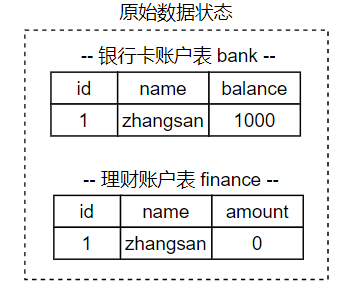 原始数据状态
-- 银行卡账户表 bank --
id name balance
1 zhangsan 1000
-- 理财账户表 finance --
id name amount
1 zhangsan 0